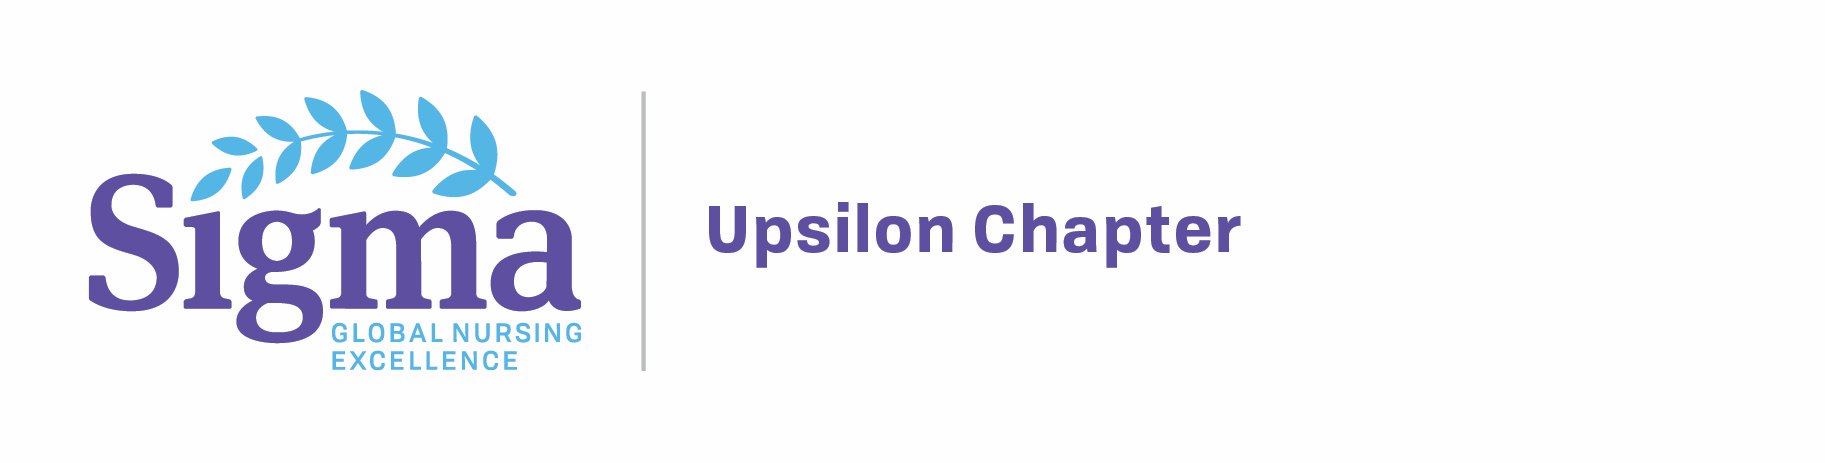 Sigma
GLOBAL NURSING
EXCELLENCE
Upsilon Chapter